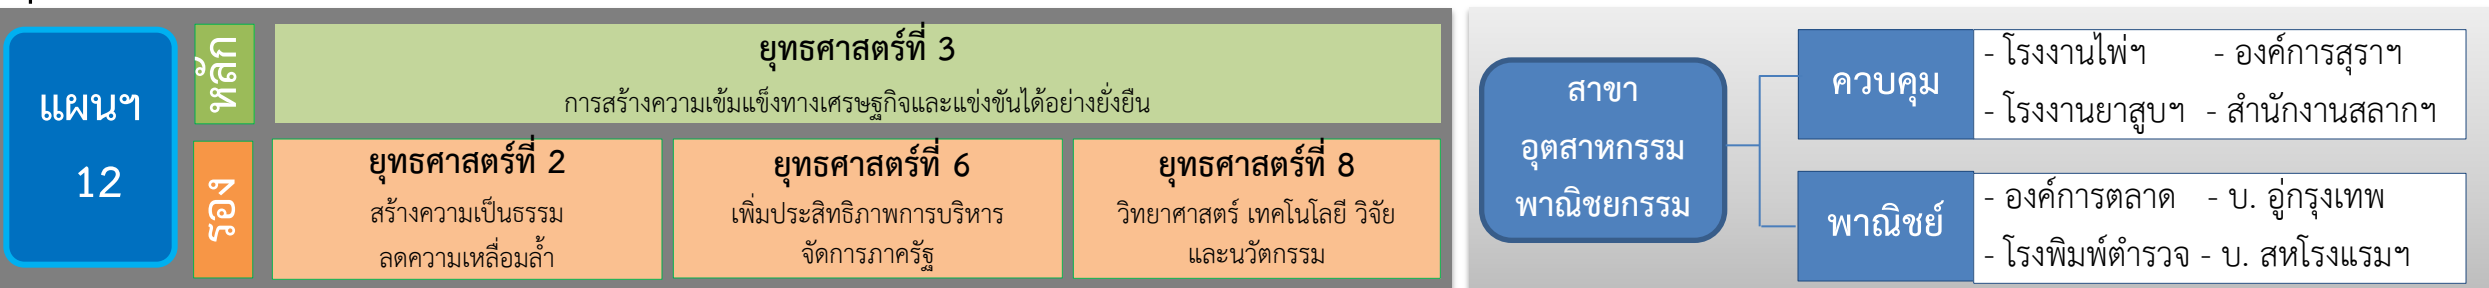 แผนฯ
12
หลัก
ยุทธศาสตร์ที่ 3
การสร้างความเข้มแข็งทางเศรษฐกิจและแข่งขันได้อย่างยั่งยืน
รอง
ยุทธศาสตร์ที่ 2
สร้างความเป็นธรรม
ลดความเหลื่อมล้ำ
ยุทธศาสตร์ที่ 6
เพิ่มประสิทธิภาพการบริหาร
จัดการภาครัฐ
ยุทธศาสตร์ที่ 8
วิทยาศาสตร์ เทคโนโลยี วิจัย
และนวัตกรรม
สาขา
อุตสาหกรรม
พาณิชยกรรม
ควบคุม
- โรงงานไพ่ฯ - องค์การสุราฯ
- โรงงานยาสูบฯ - สำนักงานสลากฯ
พาณิชย์
- องค์การตลาด - บ. อู่กรุงเทพ
- โรงพิมพ์ตำรวจ - บ. สหโรงแรมฯ